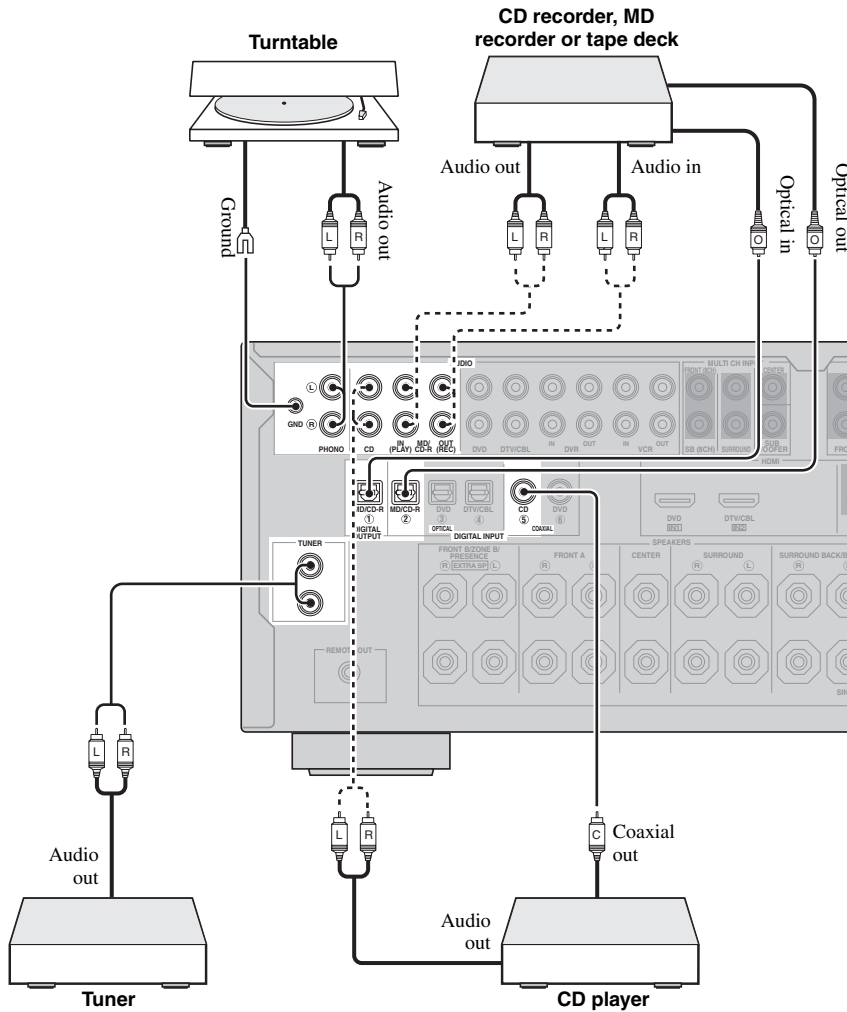 CD recorder, MD
recorder or tape deck
Turntable
Audio out
Audio in
Ground
Audio out
Optical in
Optical out
L
R
L
R
L
R
O
O
AUDIO
MULTI CH INPUT
FRONT (8CH)
CENTER
L
GND
R
PHONO
CD
IN
(PLAY)
MD/
CD-R
OUT
(REC)
DVD
DTV/CBL
IN
DVR
OUT
IN
VCR
OUT
SB (8CH)
SURROUND
SUB
WOOFER
HDMI
MD/CD-R
①
DIGITAL
OUTPUT
MD/CD-R
②
DVD
③
DTV/CBL
④
OPTICAL
DIGITAL INPUT
CD
⑤
COAXIAL
DVD
⑥
DVD
IN1
DTV/CBL
IN2
TUNER
SPEAKERS
FRONT B/ZONE B/
PRESENCE
R
EXTRA SP
L
FRONT A
R
CENTER
SURROUND
R
L
SURROUND BACK/B
R
REMOTE OUT
SIN
L
R
L
R
C
Coaxial
out
Audio
out
Audio
out
Tuner
CD player